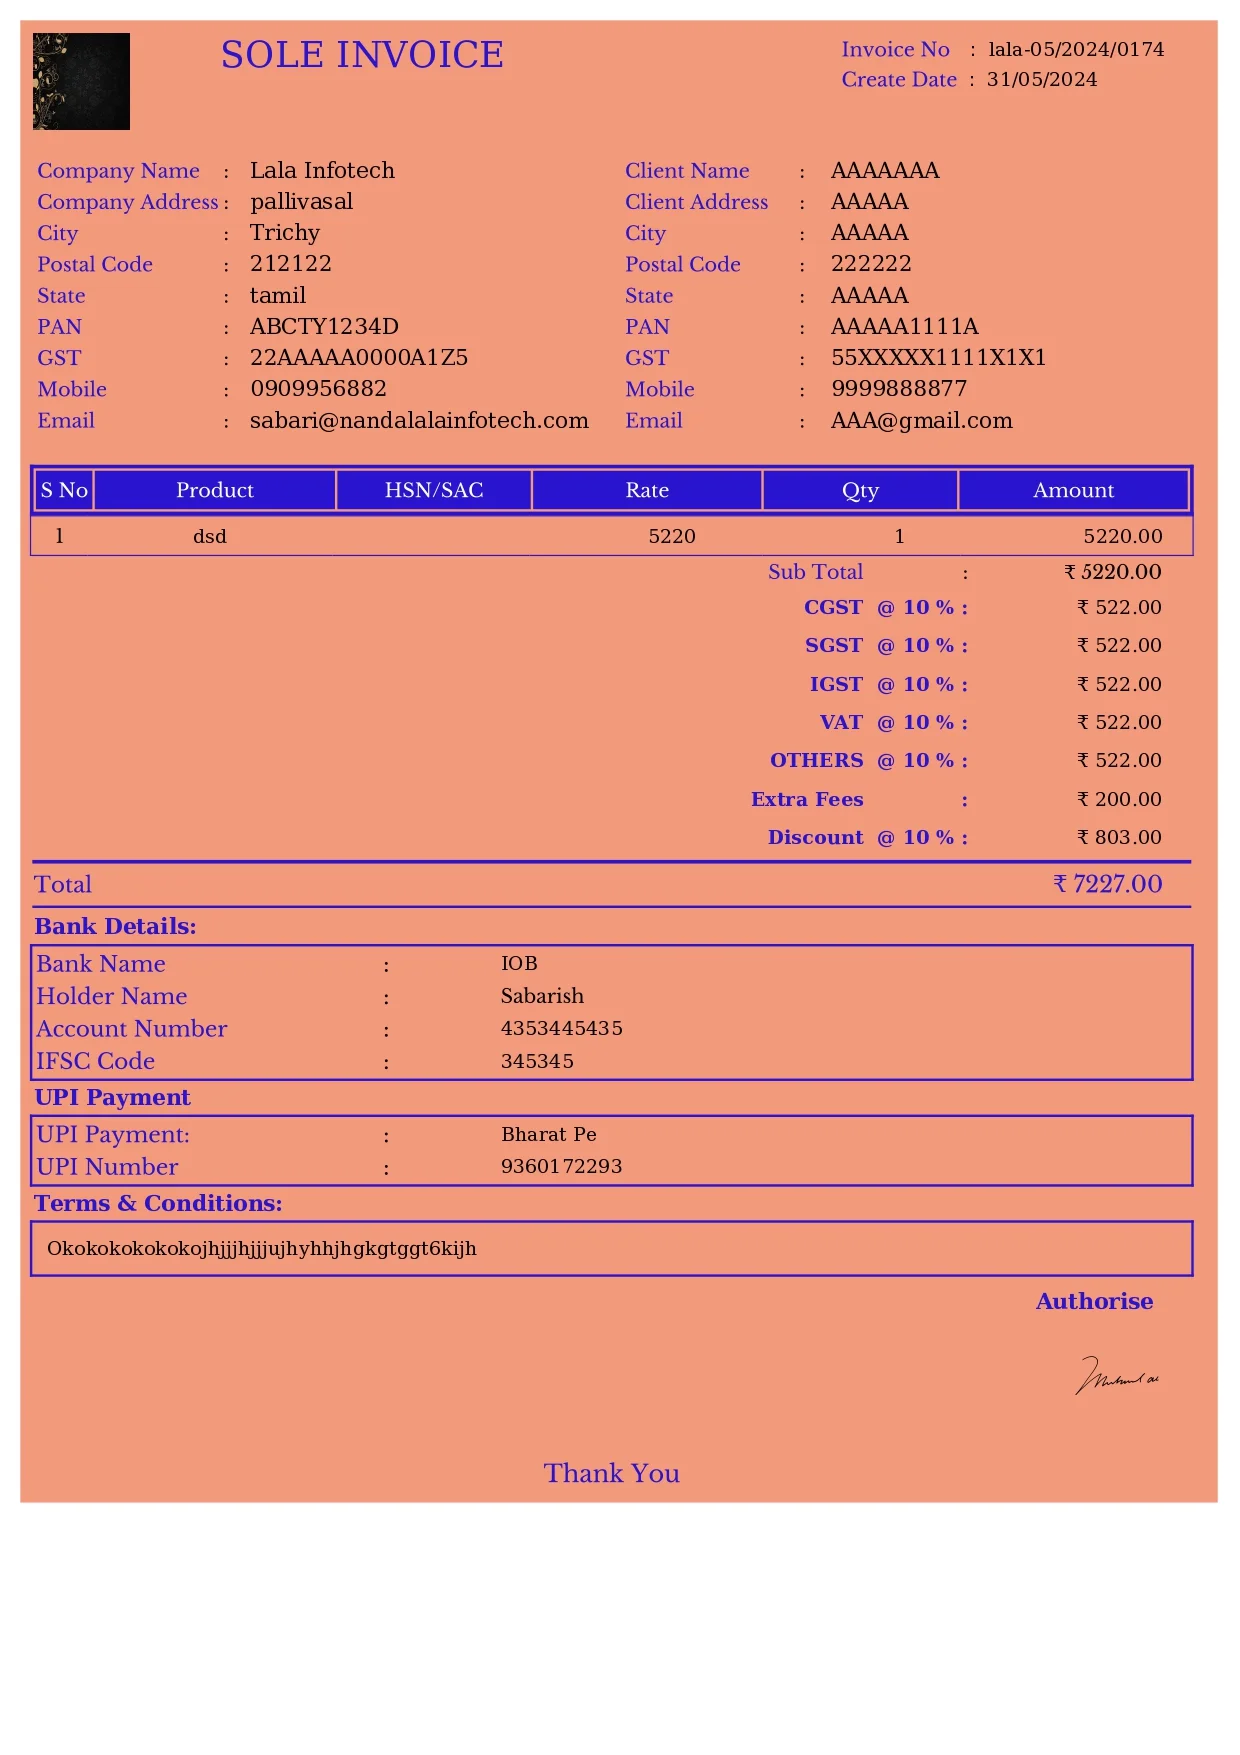 SOLE INVOICE
Invoice No : lala-05/2024/0174
Create Date : 31/05/2024
Company Name : Lala Infotech
Company Address : pallivasal
City : Trichy
Postal Code : 212122
State : tamil
PAN : ABCTY1234D
GST : 22AAAAA0000A1Z5
Mobile : 0909956882
Email : sabari@nandalalainfotech.com
Client Name : AAAAAAA
Client Address : AAAAA
City : AAAAA
Postal Code : 222222
State : AAAAA
PAN : AAAAA1111A
GST : 55XXXXX1111X1X1
Mobile : 9999888877
Email : AAA@gmail.com
S No Product HSN/SAC Rate Qty Amount
1 dsd 5220 1 5220.00
Sub Total : ₹ 5220.00
CGST @ 10 % : ₹ 522.00
SGST @ 10 % : ₹ 522.00
IGST @ 10 % : ₹ 522.00
VAT @ 10 % : ₹ 522.00
OTHERS @ 10 % : ₹ 522.00
Extra Fees : ₹ 200.00
Discount @ 10 % : ₹ 803.00
Total ₹ 7227.00
Bank Details:
Bank Name : IOB
Holder Name : Sabarish
Account Number : 4353445435
IFSC Code : 345345
UPI Payment
UPI Payment: : Bharat Pe
UPI Number : 9360172293
Terms & Conditions:
Okokokokokokojhjjjhjjjujhyhhjhgkgtggt6kijh
Authorise
Thank You